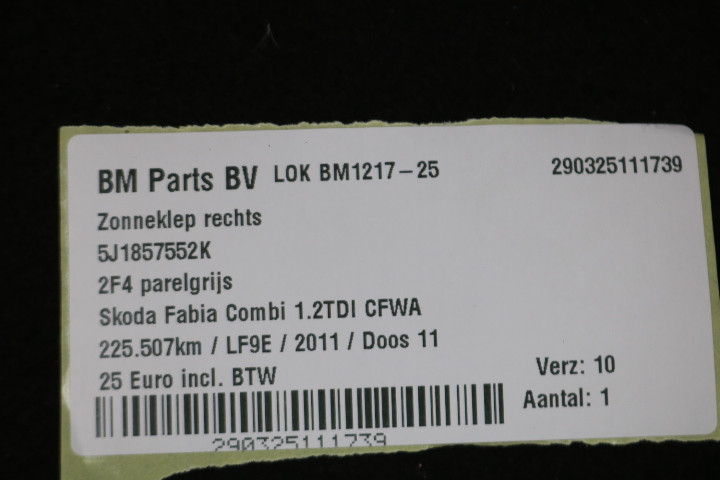 BM Parts BV LOK BM1217-25 290325111739
Zonneklep rechts
5J1857552K
2F4 parelgrijs
Skoda Fabia Combi 1.2TDI CFWA
225.507km / LF9E / 2011 / Doos 11
25 Euro incl. BTW Verz: 10
Aantal: 1
290325111739